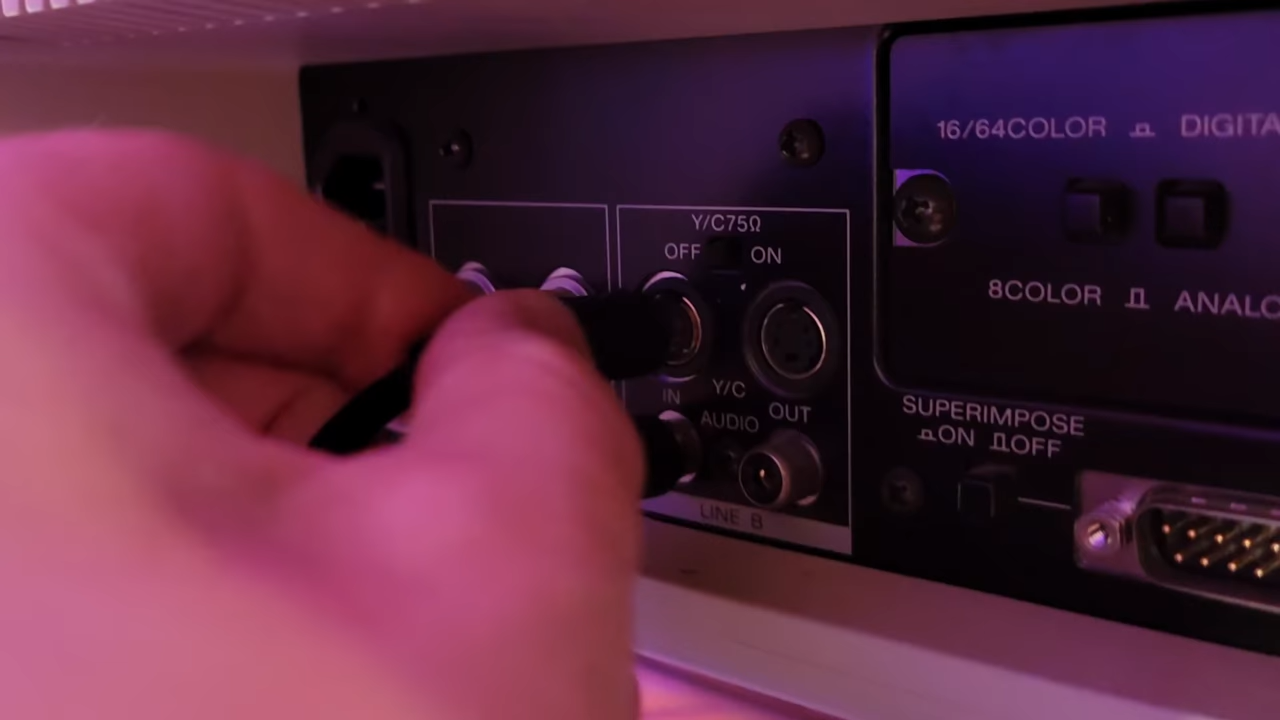 16/64COLOR DIGITA
Y/C75Ω
OFF ON
8COLOR ANALO
IN Y/C OUT
AUDIO
SUPERIMPOSE
ON OFF
LINE B